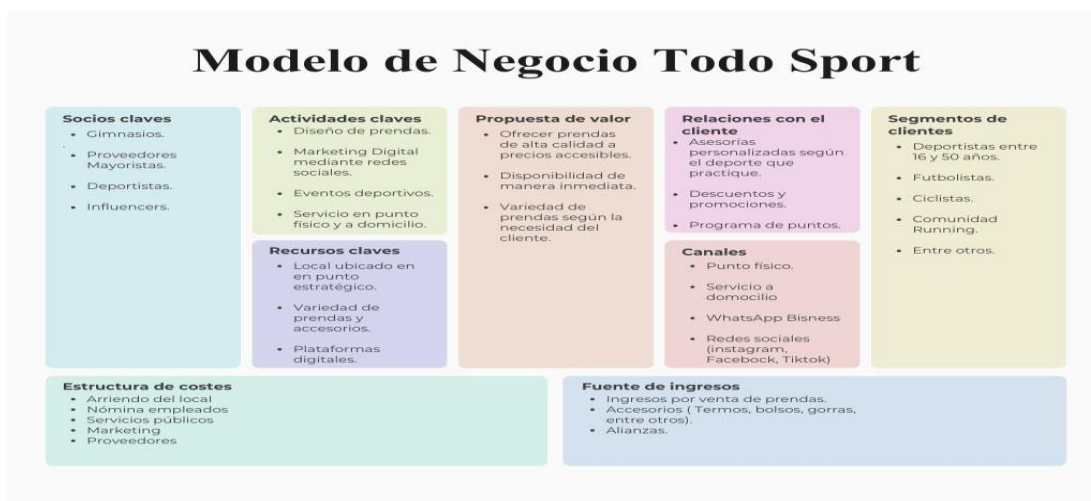 Modelo de Negocio Todo Sport
Socios claves
• Gimnasios.
• Proveedores
Mayoristas.
• Deportistas.
• Influencers.
Actividades claves
• Diseño de prendas.
• Marketing Digital
mediante redes
sociales.
• Eventos deportivos.
• Servicio en punto
físico y a domicilio.
Recursos claves
• Local ubicado en
en punto
estratégico.
• Variedad de
prendas y
accesorios.
• Plataformas
digitales.
Propuesta de valor
• Ofrecer prendas
de alta calidad a
precios accesibles.
• Disponibilidad de
manera inmediata.
• Variedad de
prendas según la
necesidad del
cliente.
Relaciones con el
cliente
• Asesorías
personalizadas según
el deporte que
practique.
• Descuentos y
promociones.
• Programa de puntos.
Canales
• Punto físico.
• Servicio a
domocilio
• WhatsApp Bisness
• Redes sociales
(instagram,
Facebock, Tiktok)
Segmentos de
clientes
• Deportistas entre
16 y 50 años.
• Futbolistas.
• Ciclistas.
• Comunidad
Running.
• Entre otros.
Estructura de costes
• Arriendo del local
• Nómina empleados
• Servicios públicos
• Marketing
• Proveedores
Fuente de ingresos
• Ingresos por venta de prendas.
• Accesorios ( Termos, bolsos, gorras,
entre otros).
• Alianzas.